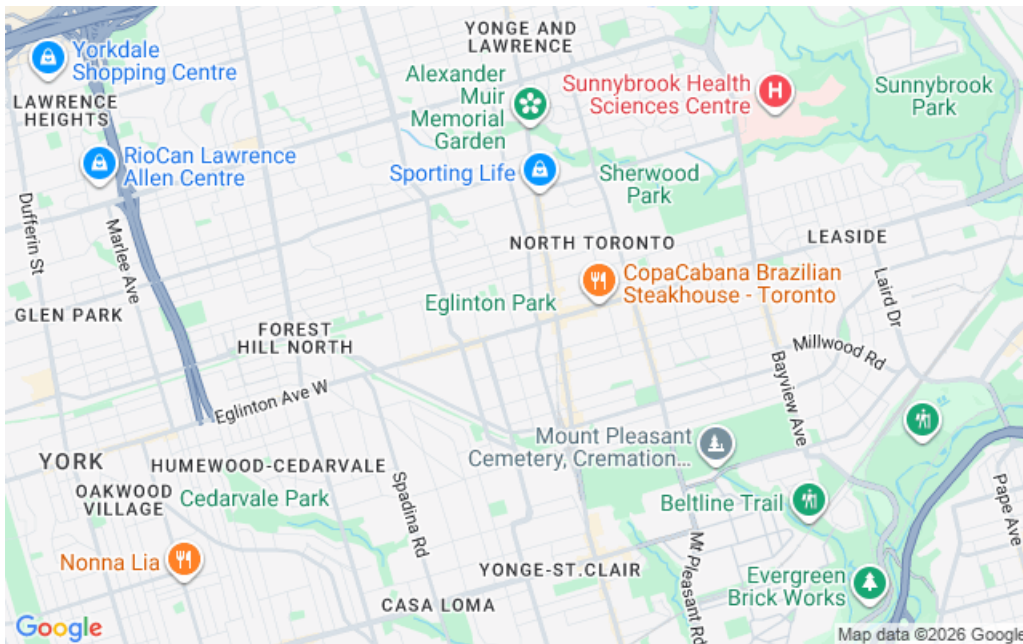 YONGE AND
LAWRENCE
Yorkdale
Shopping Centre
Alexander
Muir
Memorial
Garden
Sunnybrook Health
Sciences Centre
H
Sunnybrook
Park
LAWRENCE
HEIGHTS
RioCan Lawrence
Allen Centre
Sporting Life
Sherwood
Park
Dufferin St
Marlee Ave
NORTH TORONTO
LEASIDE
CopaCabana Brazilian
Steakhouse - Toronto
Laird Dr
Eglinton Park
GLEN PARK
FOREST
HILL NORTH
Millwood Rd
Bayview Ave
Eglinton Ave W
Mount Pleasant
Cemetery, Cremation...
YORK
HUMEWOOD-CEDARVALE
OAKWOOD
VILLAGE
Cedarvale Park
Spadina Rd
Beltline Trail
Pape Ave
Nonna Lia
YONGE-ST.CLAIR
Mt Pleasant Rd
Evergreen
Brick Works
CASA LOMA
Google
Map data ©2026 Google